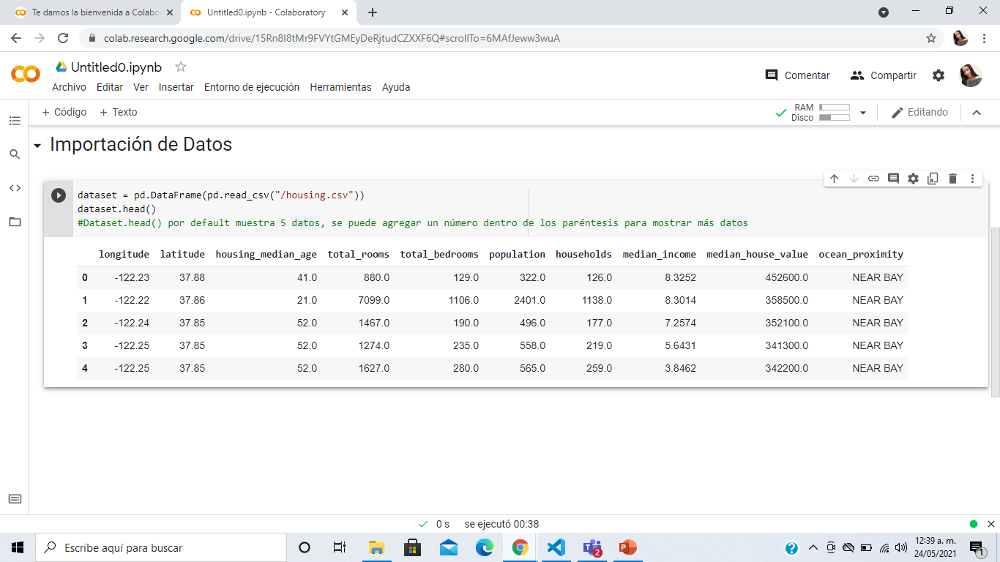 Te damos la bienvenida a Colabo
Untitled0.ipynb - Colaboratory
colab.research.google.com/drive/15Rn8I8tMr9FVYtGMEyDeRjtudCZXXF6Q#scrollTo=6MAfJeww3wuA
Untitled0.ipynb
Archivo Editar Ver Insertar Entorno de ejecución Herramientas Ayuda
Comentar Compartir
+ Código + Texto
RAM
Disco
Editando
Importación de Datos
dataset = pd.DataFrame(pd.read_csv("/housing.csv"))
dataset.head()
#Dataset.head() por default muestra 5 datos, se puede agregar un número dentro de los paréntesis para mostrar más datos
longitude latitude housing_median_age total_rooms total_bedrooms population households median_income median_house_value ocean_proximity
0 -122.23 37.88 41.0 880.0 129.0 322.0 126.0 8.3252 452600.0 NEAR BAY
1 -122.22 37.86 21.0 7099.0 1106.0 2401.0 1138.0 8.3014 358500.0 NEAR BAY
2 -122.24 37.85 52.0 1467.0 190.0 496.0 177.0 7.2574 352100.0 NEAR BAY
3 -122.25 37.85 52.0 1274.0 235.0 558.0 219.0 5.6431 341300.0 NEAR BAY
4 -122.25 37.85 52.0 1627.0 280.0 565.0 259.0 3.8462 342200.0 NEAR BAY
0 s se ejecutó 00:38
Escribe aquí para buscar
2
12:39 a. m.
24/05/2021
1